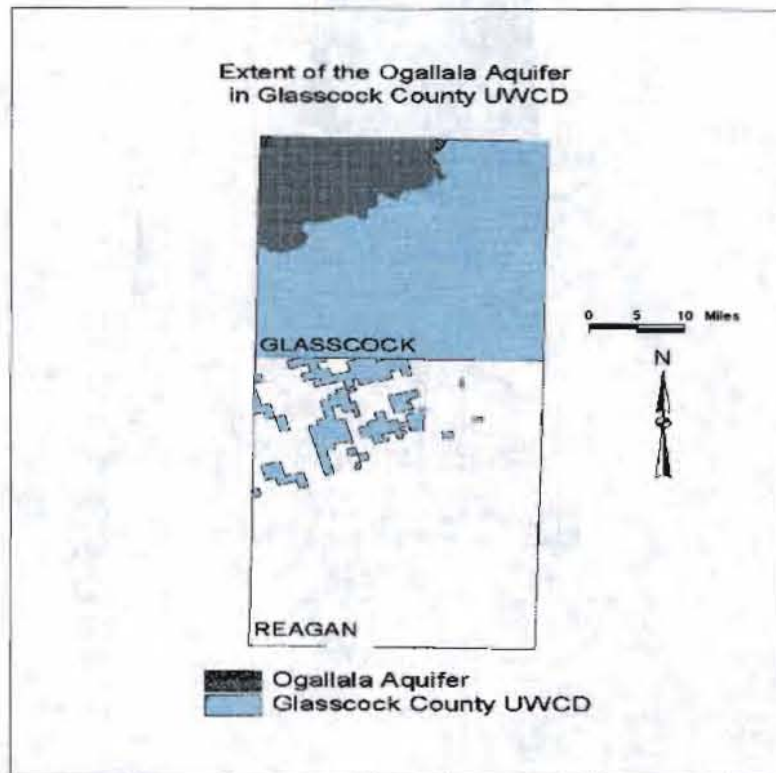 Extent of the Ogallala Aquifer
in Glasscock County UWCD
GLASSCOCK
0 5 10 Miles
N
REAGAN
Ogallala Aquifer
Glasscock County UWCD